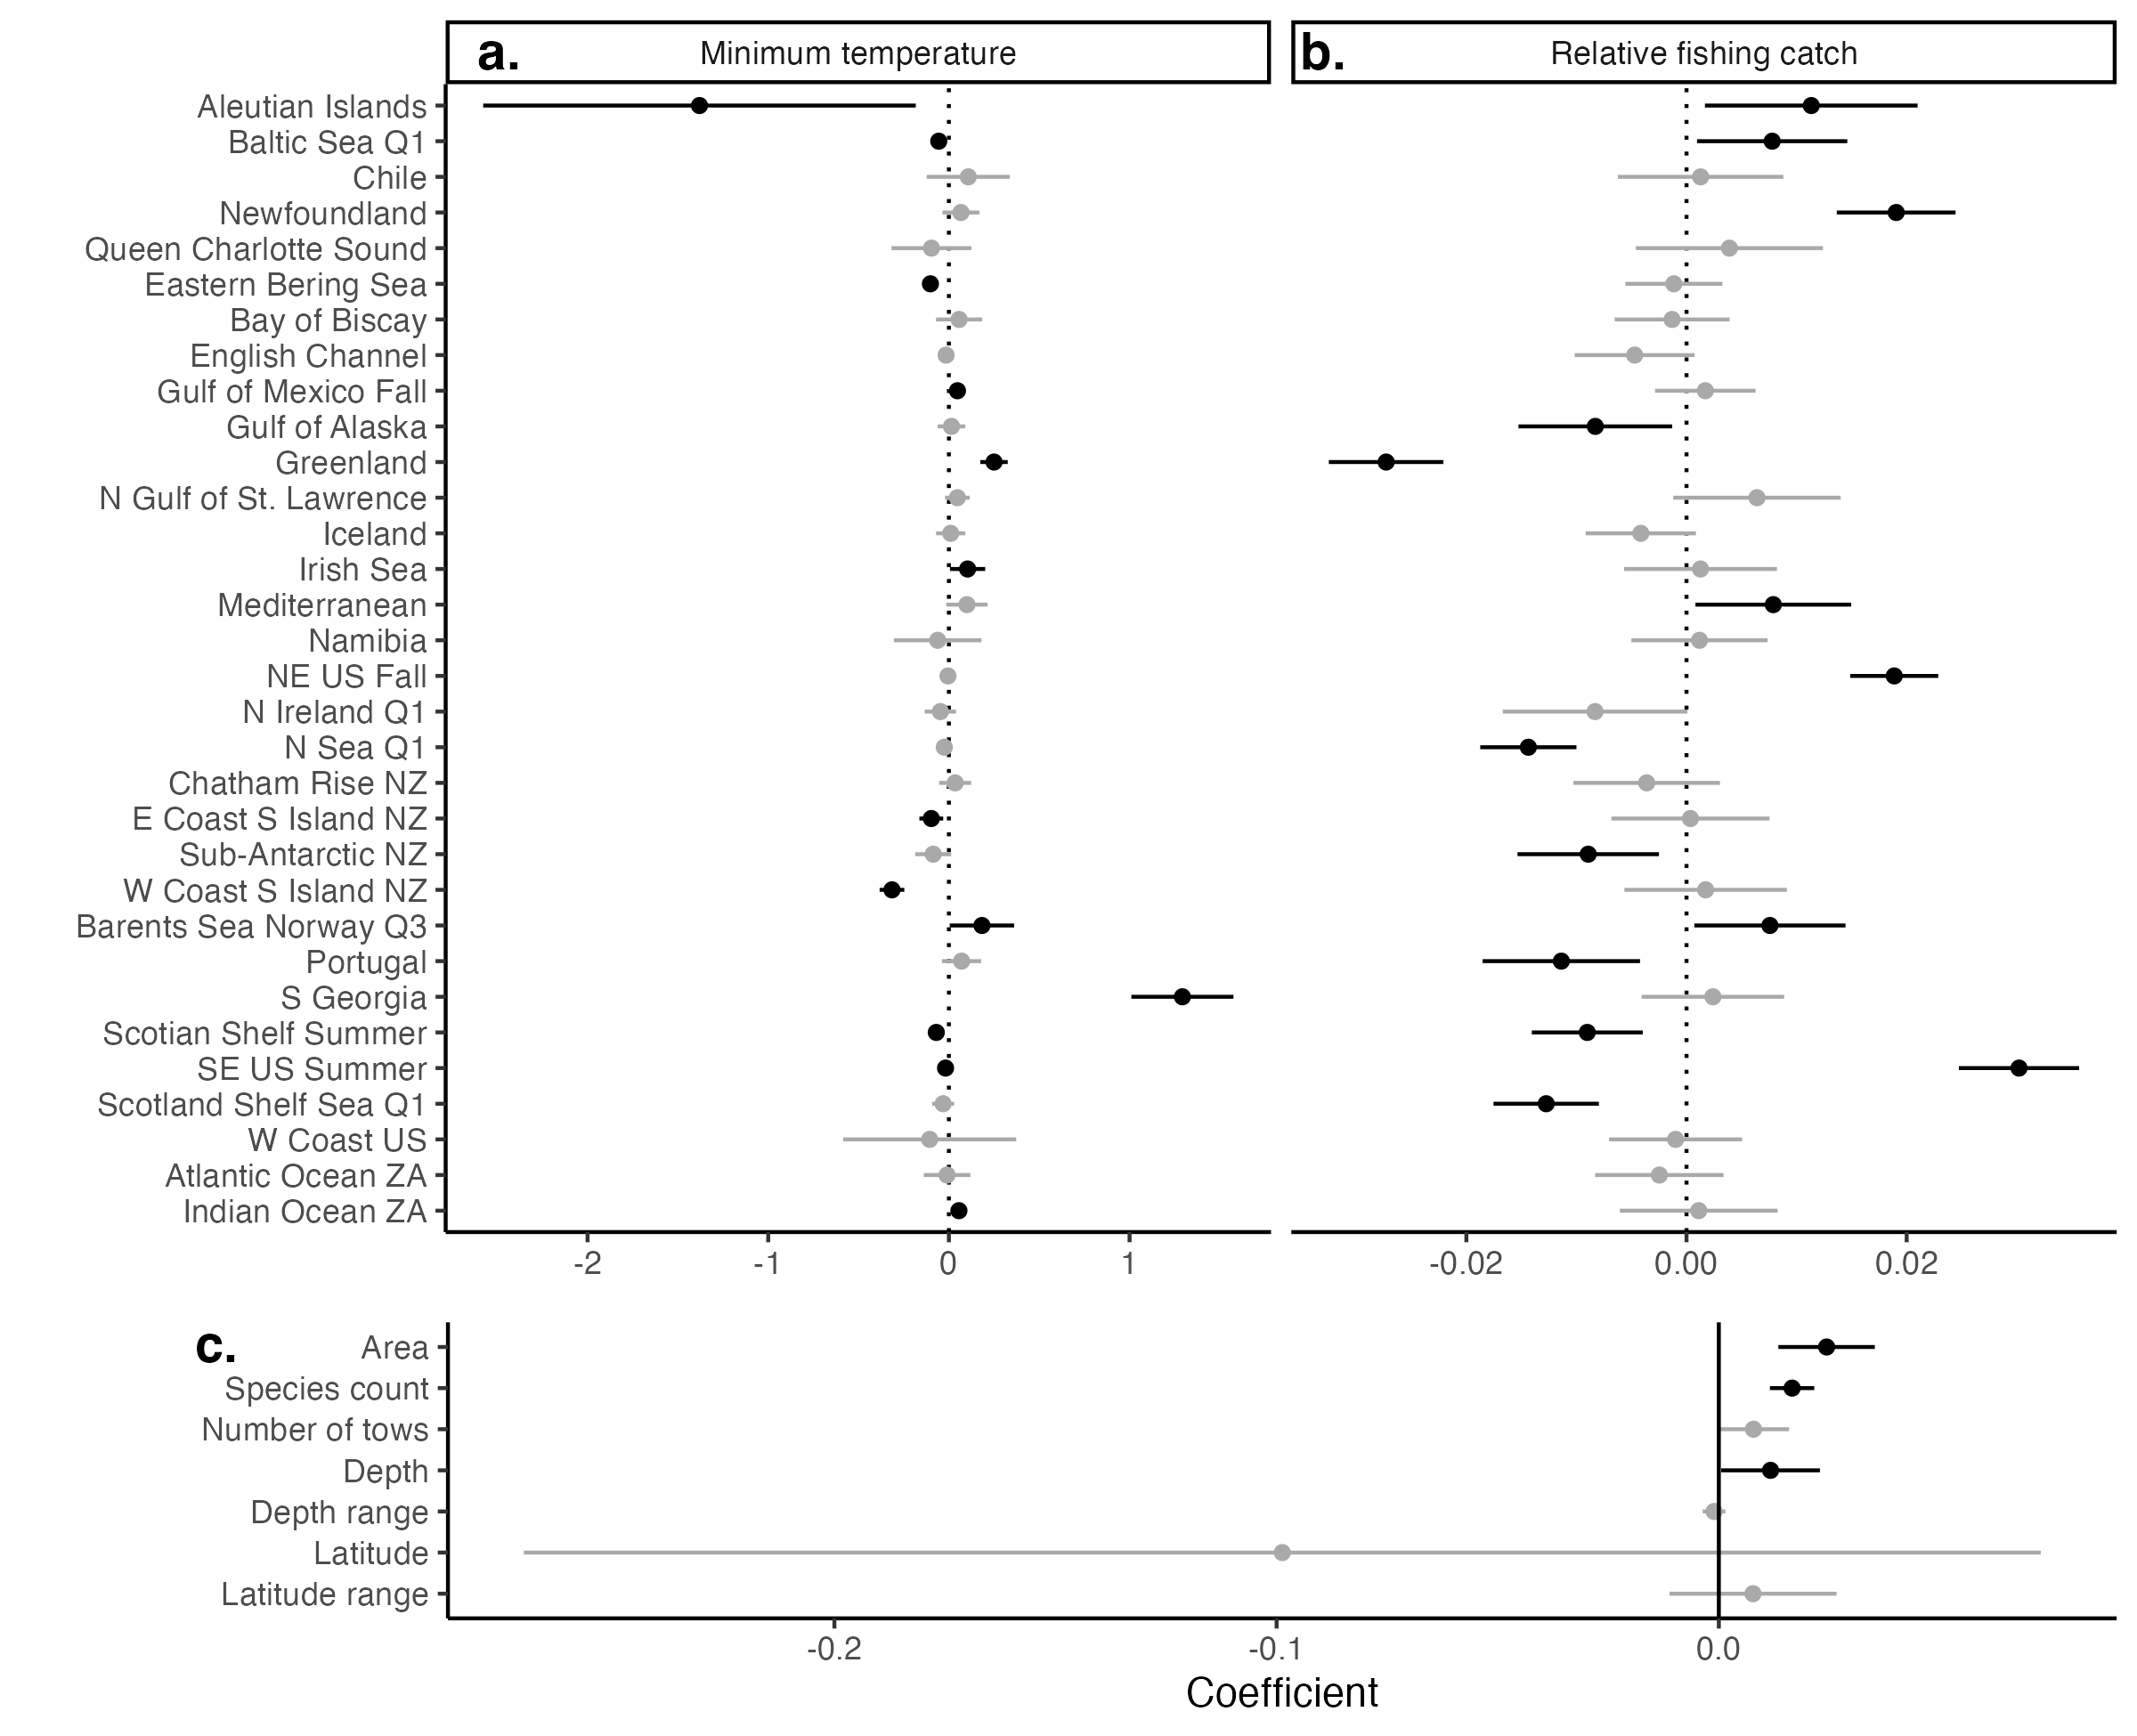 a. Minimum temperature
b. Relative fishing catch
Aleutian Islands
Baltic Sea Q1
Chile
Newfoundland
Queen Charlotte Sound
Eastern Bering Sea
Bay of Biscay
English Channel
Gulf of Mexico Fall
Gulf of Alaska
Greenland
N Gulf of St. Lawrence
Iceland
Irish Sea
Mediterranean
Namibia
NE US Fall
N Ireland Q1
N Sea Q1
Chatham Rise NZ
E Coast S Island NZ
Sub-Antarctic NZ
W Coast S Island NZ
Barents Sea Norway Q3
Portugal
S Georgia
Scotian Shelf Summer
SE US Summer
Scotland Shelf Sea Q1
W Coast US
Atlantic Ocean ZA
Indian Ocean ZA
-2 -1 0 1
-0.02 0.00 0.02
c.
Area
Species count
Number of tows
Depth
Depth range
Latitude
Latitude range
-0.2 -0.1 0.0
Coefficient